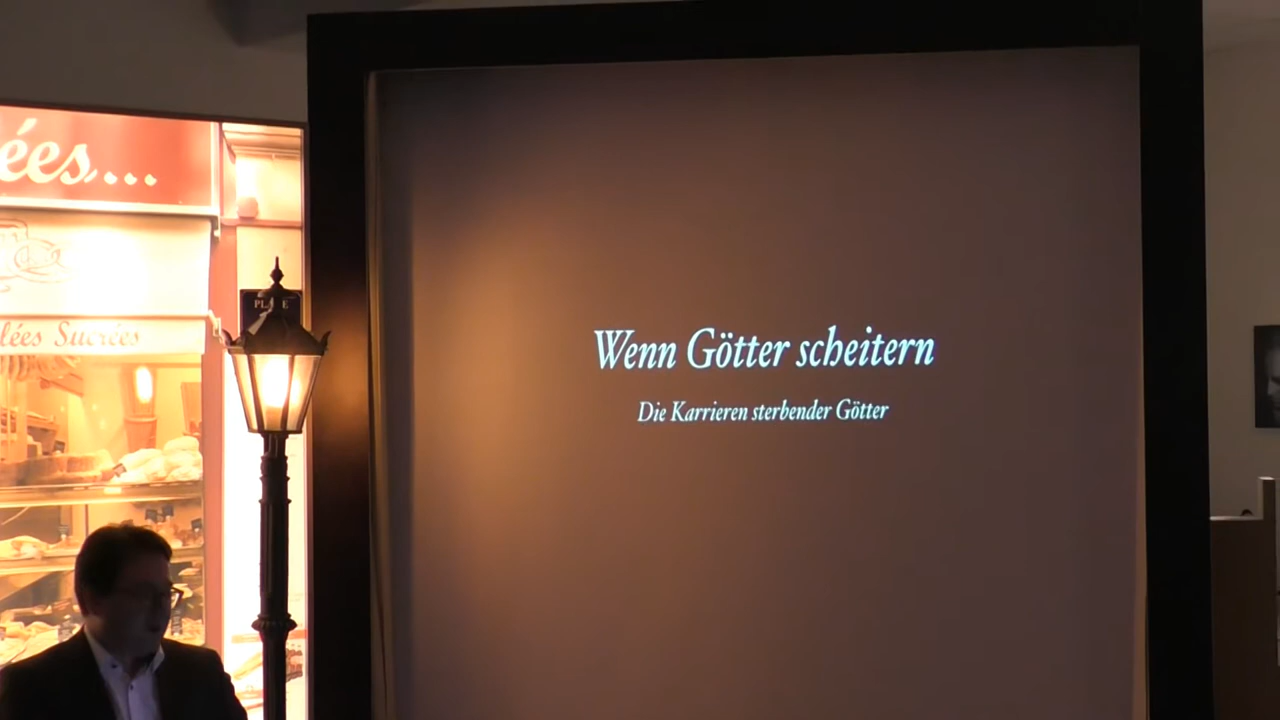 ées,...
lées Sucrées
Wenn Götter scheitern
Die Karrieren sterbender Götter